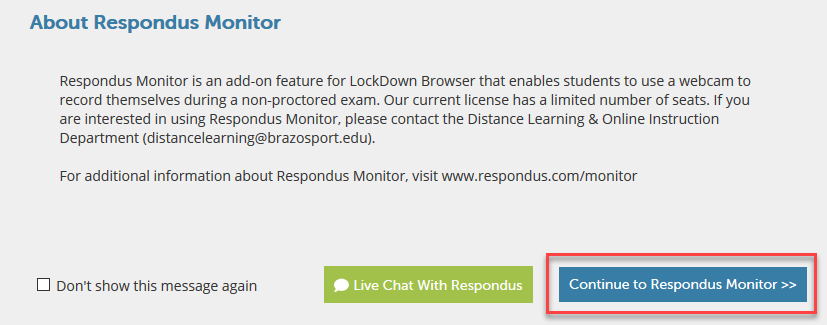 About Respondus Monitor
Respondus Monitor is an add-on feature for LockDown Browser that enables students to use a webcam to
record themselves during a non-proctored exam. Our current license has a limited number of seats. If you
are interested in using Respondus Monitor, please contact the Distance Learning & Online Instruction
Department (distancelearning@brazosport.edu).
For additional information about Respondus Monitor, visit www.respondus.com/monitor
Don't show this message again
Live Chat With Respondus
Continue to Respondus Monitor >>